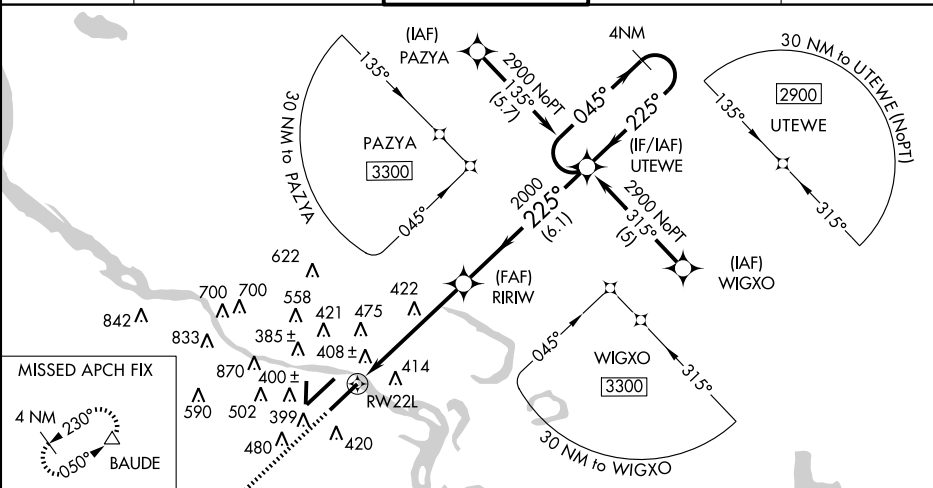 (IAF)
PAZYA
2900 NoPT
135°
(5.7)
4NM
045°
225°
(IF/IAF)
UTEWE
30 NM to UTEWE (NoPT)
2900
UTEWE
135°
315°
135°
30 NM to PAZYA
PAZYA
3300
045°
2000
225°
(6.1)
2900 NoPT
315°
(5)
(IAF)
WIGXO
(FAF)
RIRIW
622
700
700
558
421
475
422
842
833
385 ±
408 ±
414
870
400 ±
RW22L
590
502
399
480
420
045°
WIGXO
3300
315°
30 NM to WIGXO
MISSED APCH FIX
4 NM
230°
050°
BAUDE